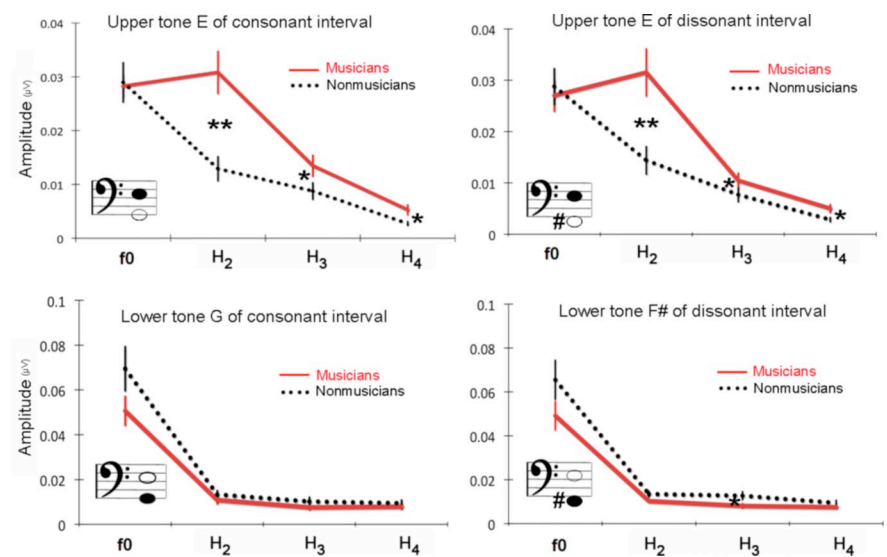 Upper tone E of consonant interval
Amplitude (μV)
0.04
0.03
0.02
0.01
0
Musicians
Nonmusicians
**
*
*
f0 H2 H3 H4
Upper tone E of dissonant interval
0.04
0.03
0.02
0.01
0
Musicians
Nonmusicians
**
*
*
#
f0 H2 H3 H4
Lower tone G of consonant interval
Amplitude (μV)
0.1
0.08
0.06
0.04
0.02
0
Musicians
Nonmusicians
f0 H2 H3 H4
Lower tone F# of dissonant interval
0.1
0.08
0.06
0.04
0.02
0
Musicians
Nonmusicians
*
#
f0 H2 H3 H4